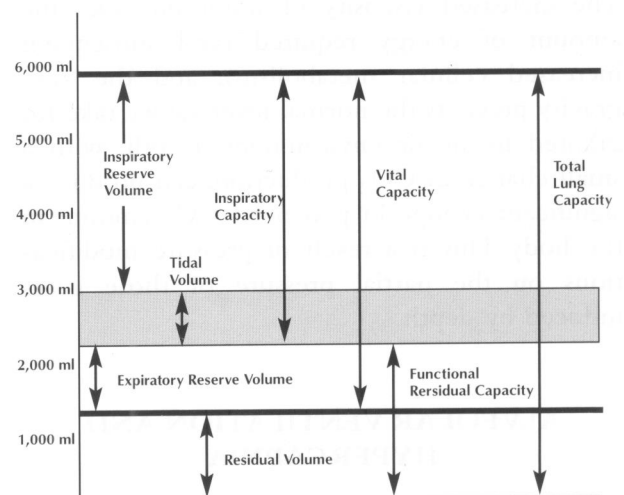 6,000 ml
5,000 ml
4,000 ml
3,000 ml
2,000 ml
1,000 ml
Inspiratory
Reserve
Volume
Tidal
Volume
Inspiratory
Capacity
Vital
Capacity
Total
Lung
Capacity
Expiratory Reserve Volume
Functional
Rersidual Capacity
Residual Volume